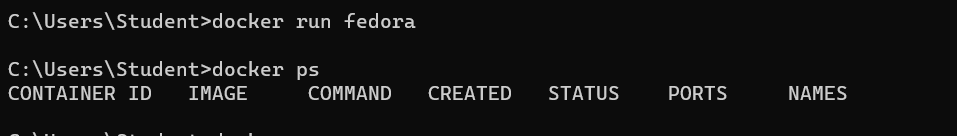 C:\Users\Student>docker run fedora
C:\Users\Student>docker ps
CONTAINER ID   IMAGE     COMMAND   CREATED   STATUS    PORTS     NAMES